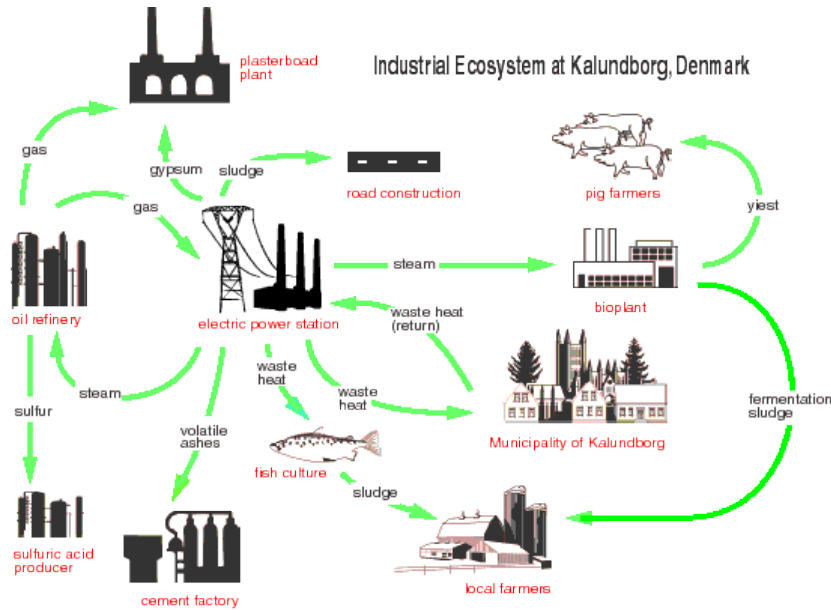 Industrial Ecosystem at Kalundborg, Denmark
plasterboad
plant
gas
gypsum
sludge
road construction
pig farmers
gas
yiest
oil refinery
electric power station
steam
bioplant
waste heat
(return)
steam
waste
heat
waste
heat
sulfur
volatile
ashes
fish culture
Municipality of Kalundborg
fermentation
sludge
sludge
sulfuric acid
producer
cement factory
local farmers